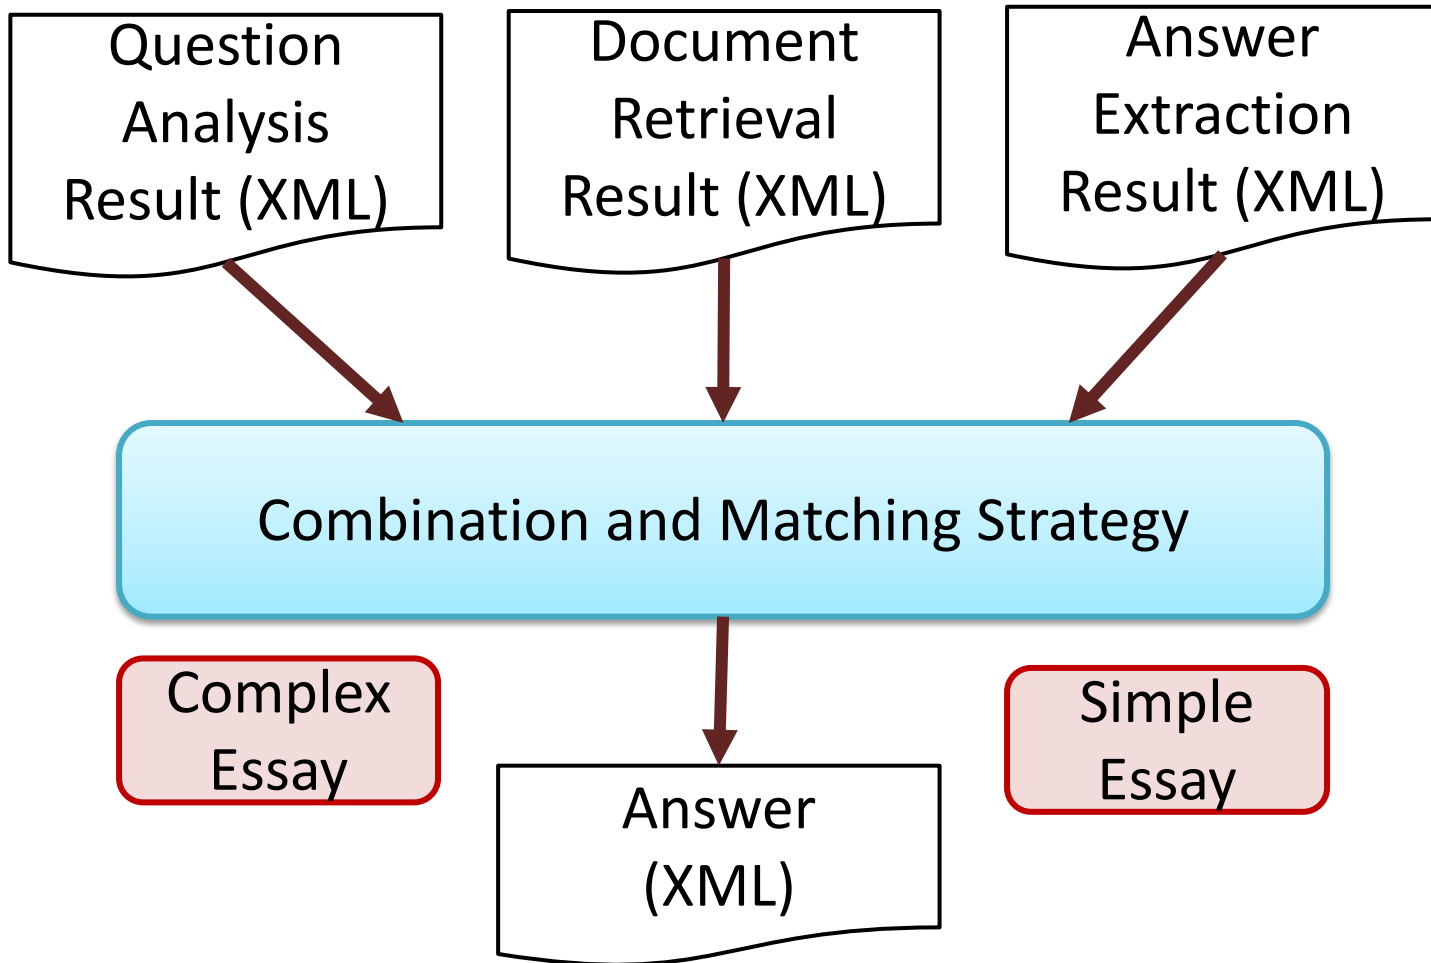 Question
Analysis
Result (XML)
Document
Retrieval
Result (XML)
Answer
Extraction
Result (XML)
Combination and Matching Strategy
Complex
Essay
Simple
Essay
Answer
(XML)